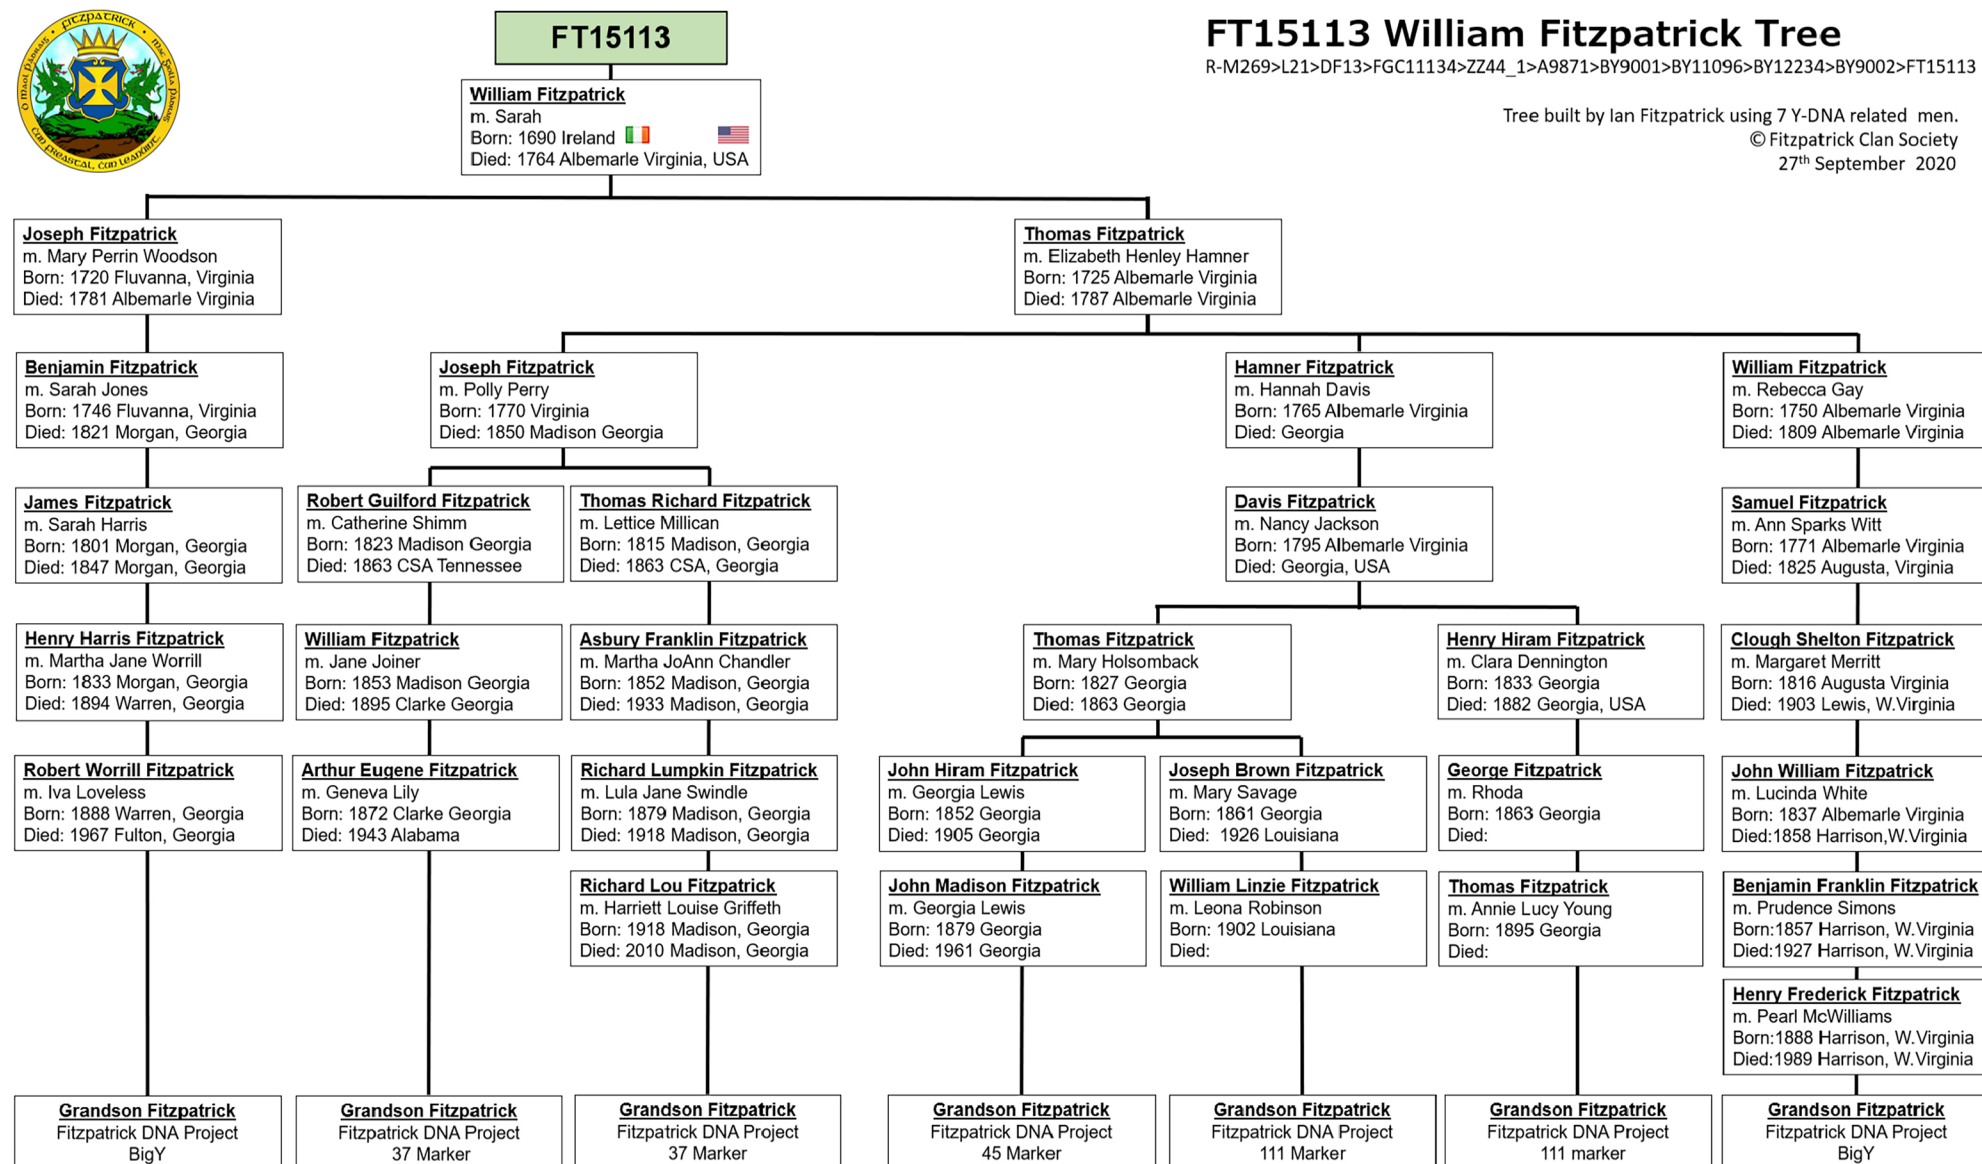 FITZPATRICK
Ó Maol Phádraig
Mac Giolla Phádraig
FT15113
FT15113 William Fitzpatrick Tree
R-M269>L21>DF13>FGC11134>ZZ44_1>A9871>BY9001>BY11096>BY12234>BY9002>FT15113
Tree built by Ian Fitzpatrick using 7 Y-DNA related men.
© Fitzpatrick Clan Society
27th September 2020
William Fitzpatrick
m. Sarah
Born: 1690 Ireland
Died: 1764 Albemarle Virginia, USA
Joseph Fitzpatrick
m. Mary Perrin Woodson
Born: 1720 Fluvanna, Virginia
Died: 1781 Albemarle Virginia
Thomas Fitzpatrick
m. Elizabeth Henley Hamner
Born: 1725 Albemarle Virginia
Died: 1787 Albemarle Virginia
Benjamin Fitzpatrick
m. Sarah Jones
Born: 1746 Fluvanna, Virginia
Died: 1821 Morgan, Georgia
Joseph Fitzpatrick
m. Polly Perry
Born: 1770 Virginia
Died: 1850 Madison Georgia
Hamner Fitzpatrick
m. Hannah Davis
Born: 1765 Albemarle Virginia
Died: Georgia
William Fitzpatrick
m. Rebecca Gay
Born: 1750 Albemarle Virginia
Died: 1809 Albemarle Virginia
James Fitzpatrick
m. Sarah Harris
Born: 1801 Morgan, Georgia
Died: 1847 Morgan, Georgia
Robert Guilford Fitzpatrick
m. Catherine Shimm
Born: 1823 Madison Georgia
Died: 1863 CSA Tennessee
Thomas Richard Fitzpatrick
m. Lettice Millican
Born: 1815 Madison, Georgia
Died: 1863 CSA, Georgia
Davis Fitzpatrick
m. Nancy Jackson
Born: 1795 Albemarle Virginia
Died: Georgia, USA
Samuel Fitzpatrick
m. Ann Sparks Witt
Born: 1771 Albemarle Virginia
Died: 1825 Augusta, Virginia
Henry Harris Fitzpatrick
m. Martha Jane Worrill
Born: 1833 Morgan, Georgia
Died: 1894 Warren, Georgia
William Fitzpatrick
m. Jane Joiner
Born: 1853 Madison Georgia
Died: 1895 Clarke Georgia
Asbury Franklin Fitzpatrick
m. Martha JoAnn Chandler
Born: 1852 Madison, Georgia
Died: 1933 Madison, Georgia
Thomas Fitzpatrick
m. Mary Holsomback
Born: 1827 Georgia
Died: 1863 Georgia
Henry Hiram Fitzpatrick
m. Clara Dennington
Born: 1833 Georgia
Died: 1882 Georgia, USA
Clough Shelton Fitzpatrick
m. Margaret Merritt
Born: 1816 Augusta Virginia
Died: 1903 Lewis, W.Virginia
Robert Worrill Fitzpatrick
m. Iva Loveless
Born: 1888 Warren, Georgia
Died: 1967 Fulton, Georgia
Arthur Eugene Fitzpatrick
m. Geneva Lily
Born: 1872 Clarke Georgia
Died: 1943 Alabama
Richard Lumpkin Fitzpatrick
m. Lula Jane Swindle
Born: 1879 Madison, Georgia
Died: 1918 Madison, Georgia
John Hiram Fitzpatrick
m. Georgia Lewis
Born: 1852 Georgia
Died: 1905 Georgia
Joseph Brown Fitzpatrick
m. Mary Savage
Born: 1861 Georgia
Died: 1926 Louisiana
George Fitzpatrick
m. Rhoda
Born: 1863 Georgia
Died:
John William Fitzpatrick
m. Lucinda White
Born: 1837 Albemarle Virginia
Died:1858 Harrison,W.Virginia
Richard Lou Fitzpatrick
m. Harriett Louise Griffeth
Born: 1918 Madison, Georgia
Died: 2010 Madison, Georgia
John Madison Fitzpatrick
m. Georgia Lewis
Born: 1879 Georgia
Died: 1961 Georgia
William Linzie Fitzpatrick
m. Leona Robinson
Born: 1902 Louisiana
Died:
Thomas Fitzpatrick
m. Annie Lucy Young
Born: 1895 Georgia
Died:
Benjamin Franklin Fitzpatrick
m. Prudence Simons
Born:1857 Harrison, W.Virginia
Died:1927 Harrison, W.Virginia
Henry Frederick Fitzpatrick
m. Pearl McWilliams
Born:1888 Harrison, W.Virginia
Died:1989 Harrison, W.Virginia
Grandson Fitzpatrick
Fitzpatrick DNA Project
BigY
Grandson Fitzpatrick
Fitzpatrick DNA Project
37 Marker
Grandson Fitzpatrick
Fitzpatrick DNA Project
37 Marker
Grandson Fitzpatrick
Fitzpatrick DNA Project
45 Marker
Grandson Fitzpatrick
Fitzpatrick DNA Project
111 Marker
Grandson Fitzpatrick
Fitzpatrick DNA Project
111 marker
Grandson Fitzpatrick
Fitzpatrick DNA Project
BigY